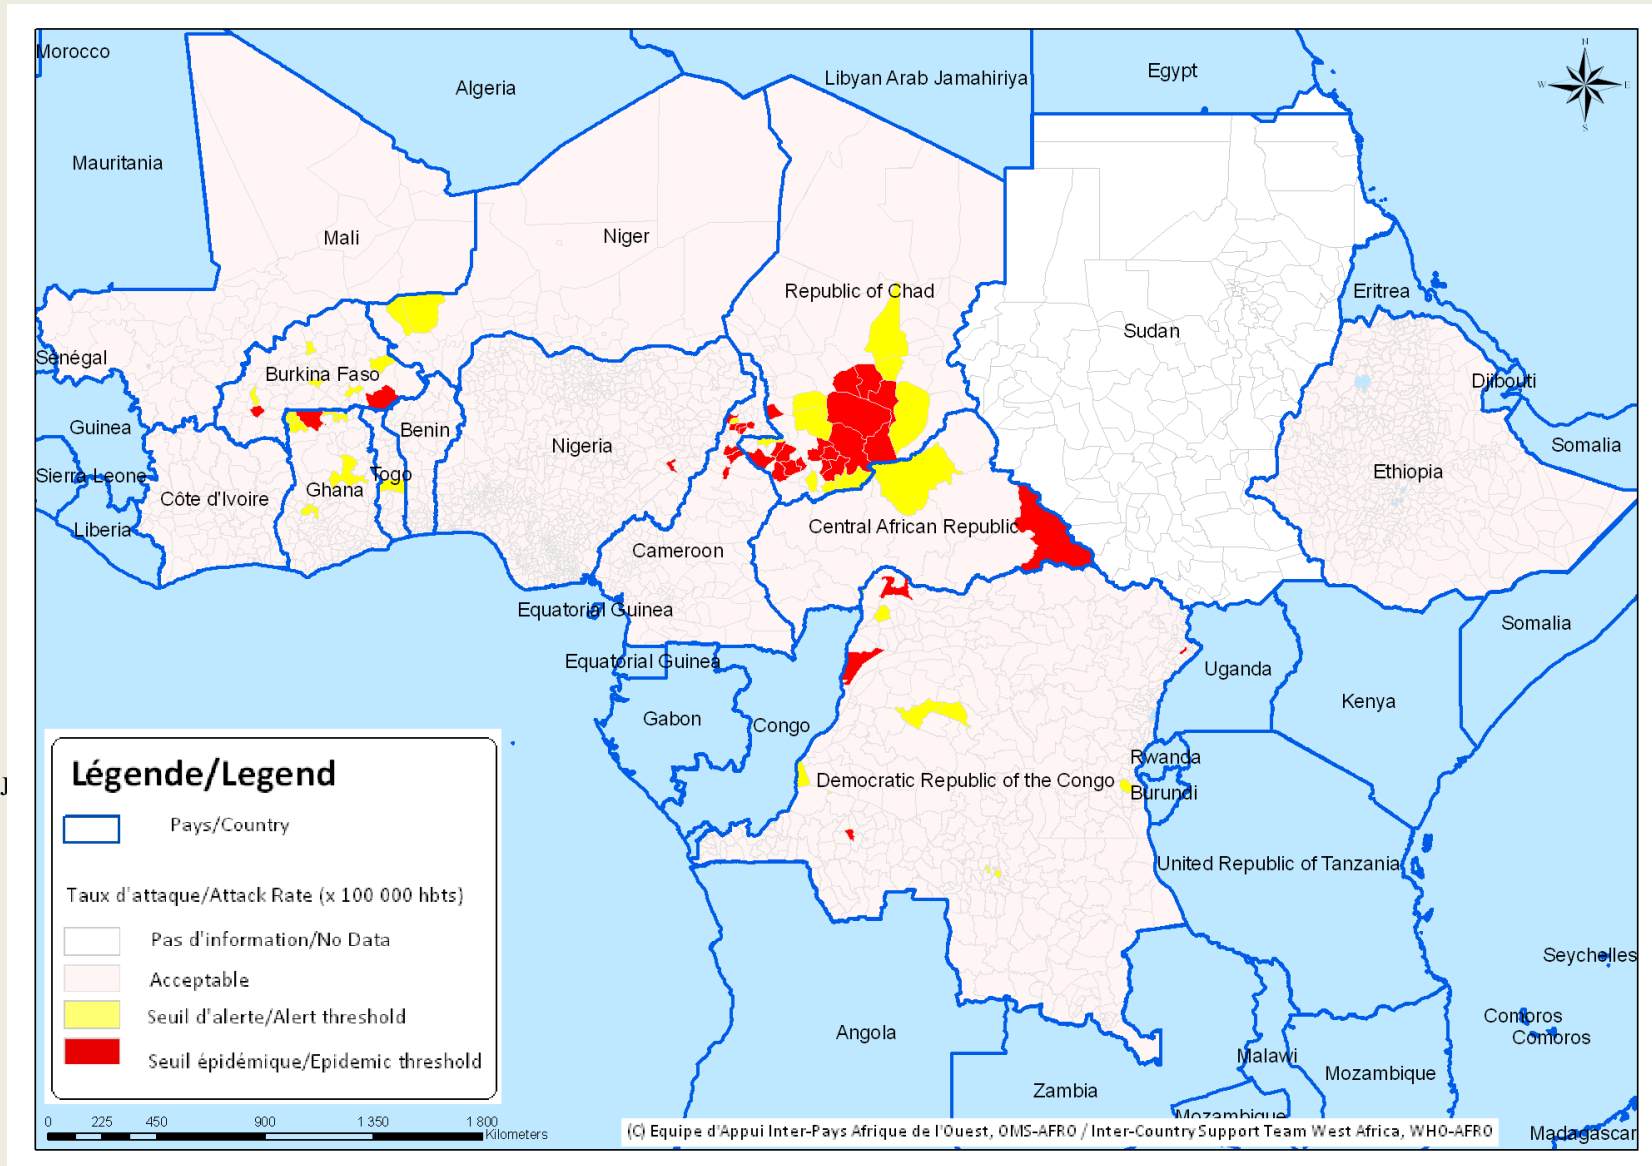 Morocco
Algeria
Libyan Arab Jamahiriya
Egypt
N
W
E
S
Mauritania
Mali
Niger
Republic of Chad
Sudan
Eritrea
Sénégal
Burkina Faso
Djibouti
Guinea
Benin
Nigeria
Somalia
Sierra Leone
Togo
Ghana
Ethiopia
Côte d'Ivoire
Liberia
Central African Republic
Cameroon
Equatorial Guinea
Somalia
Equatorial Guinea
Uganda
Kenya
Gabon
Congo
Rwanda
Democratic Republic of the Congo
Burundi
United Republic of Tanzania
J
Légende/Legend
Pays/Country
Taux d'attaque/Attack Rate (x 100 000 hbts)
Pas d'information/No Data
Acceptable
Seuil d'alerte/Alert threshold
Seuil épidémique/Epidemic threshold
Seychelles
Comoros
Comoros
Angola
Malawi
Mozambique
Zambia
Mozambique
Madagascar
0 225 450 900 1 350 1 800
Kilometers
(C) Equipe d'Appui Inter-Pays Afrique de l'Ouest, OMS-AFRO / Inter-Country Support Team West Africa, WHO-AFRO